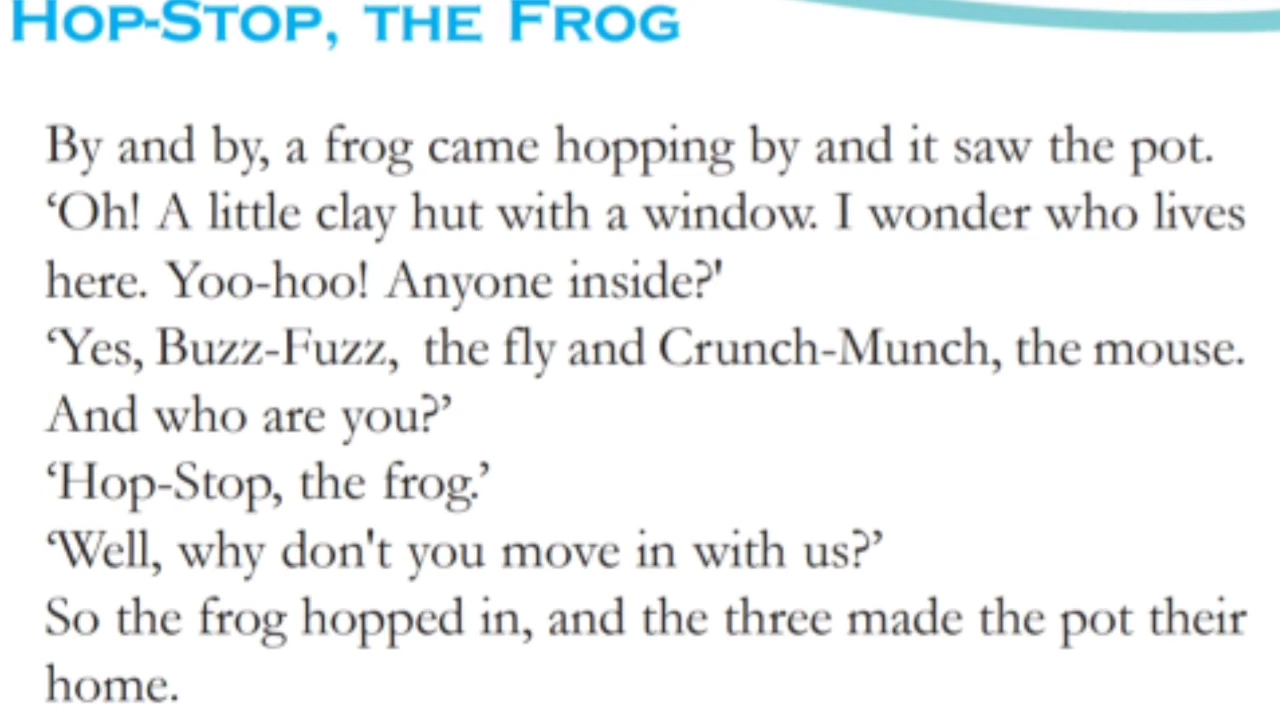 HOP-STOP, THE FROG
By and by, a frog came hopping by and it saw the pot.
‘Oh! A little clay hut with a window. I wonder who lives
here. Yoo-hoo! Anyone inside?'
‘Yes, Buzz-Fuzz, the fly and Crunch-Munch, the mouse.
And who are you?’
‘Hop-Stop, the frog.’
‘Well, why don't you move in with us?’
So the frog hopped in, and the three made the pot their
home.